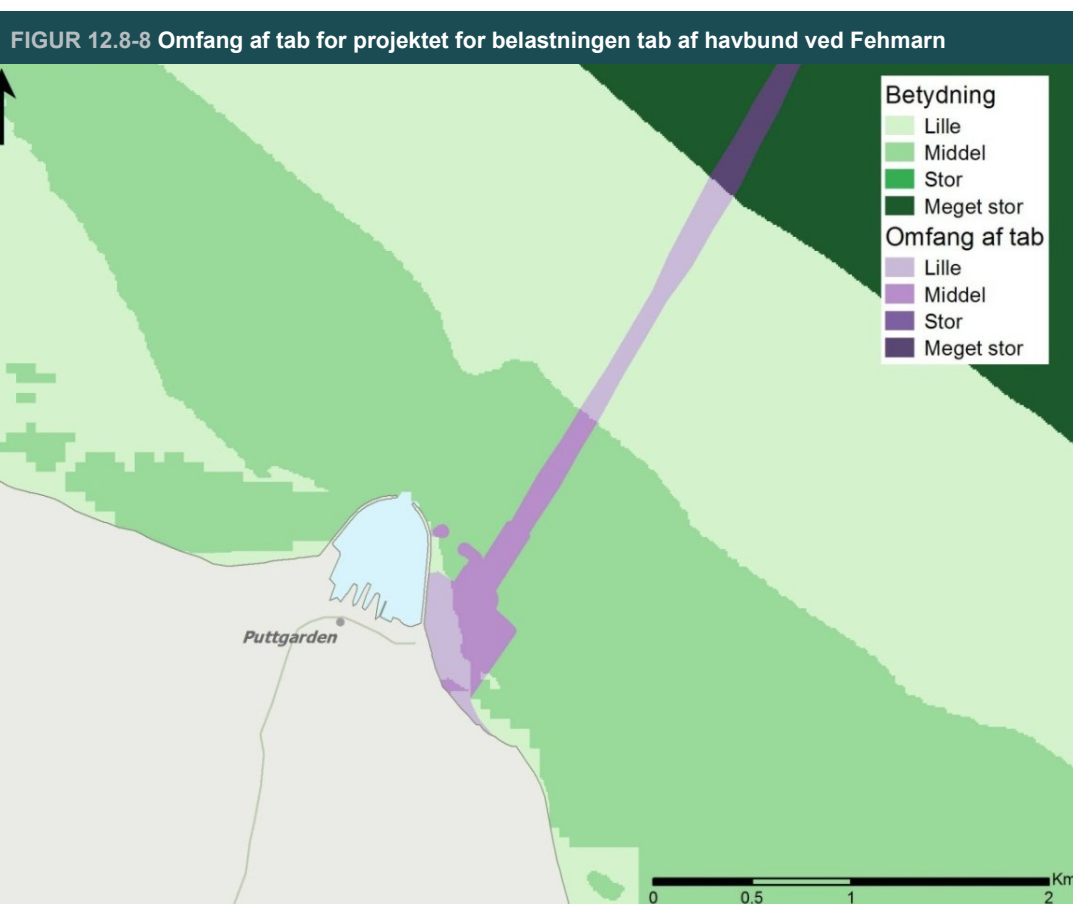 FIGUR 12.8-8 Omfang af tab for projektet for belastningen tab af havbund ved Fehmarn
Betydning
Lille
Middel
Stor
Meget stor
Omfang af tab
Lille
Middel
Stor
Meget stor
Puttgarden
Km
0 0.5 1 2